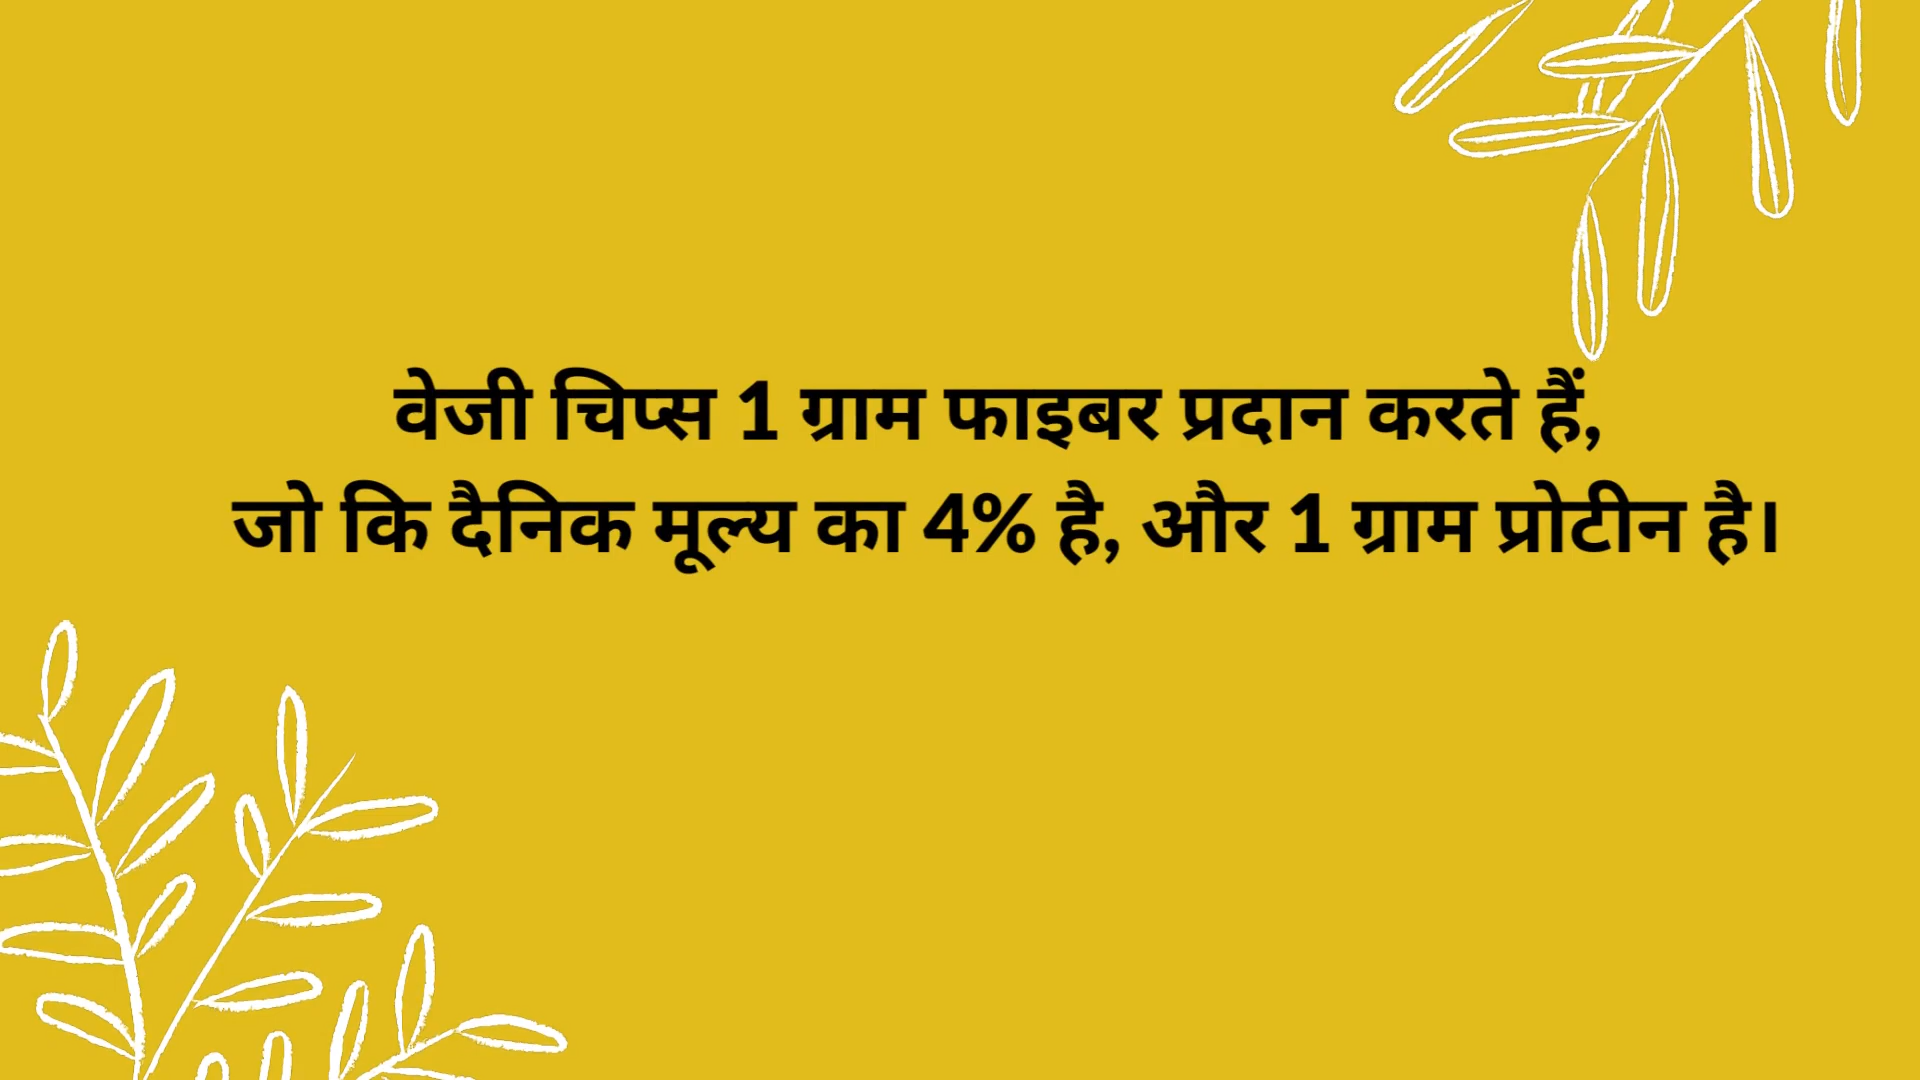 वेजी चिप्स 1 ग्राम फाइबर प्रदान करते हैं,
जो कि दैनिक मूल्य का 4% है, और 1 ग्राम प्रोटीन है।